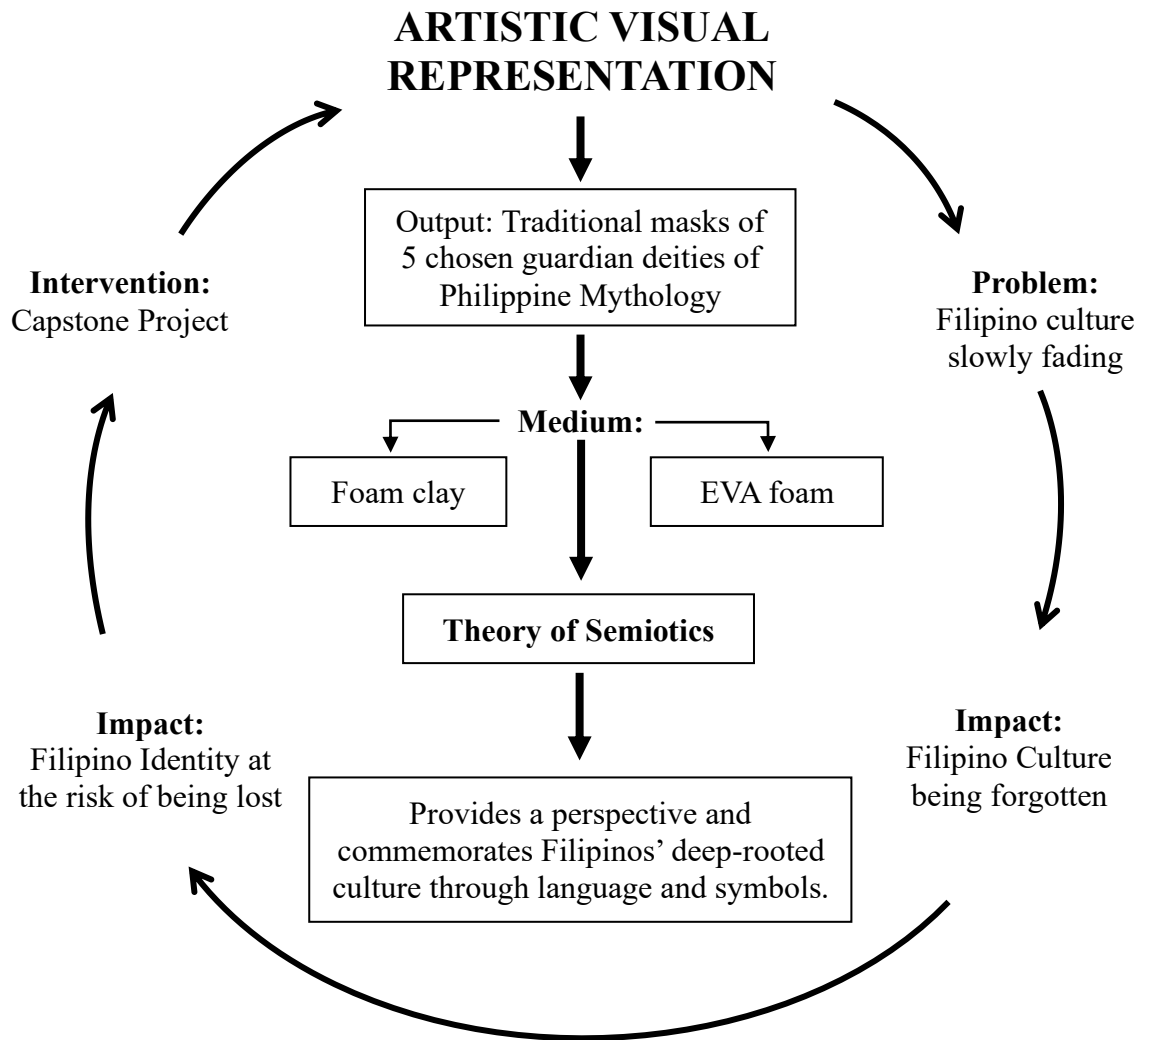 ARTISTIC VISUAL
REPRESENTATION
Output: Traditional masks of
5 chosen guardian deities of
Philippine Mythology
Intervention:
Capstone Project
Problem:
Filipino culture
slowly fading
Medium:
Foam clay
EVA foam
Theory of Semiotics
Impact:
Filipino Identity at
the risk of being lost
Impact:
Filipino Culture
being forgotten
Provides a perspective and
commemorates Filipinos’ deep-rooted
culture through language and symbols.